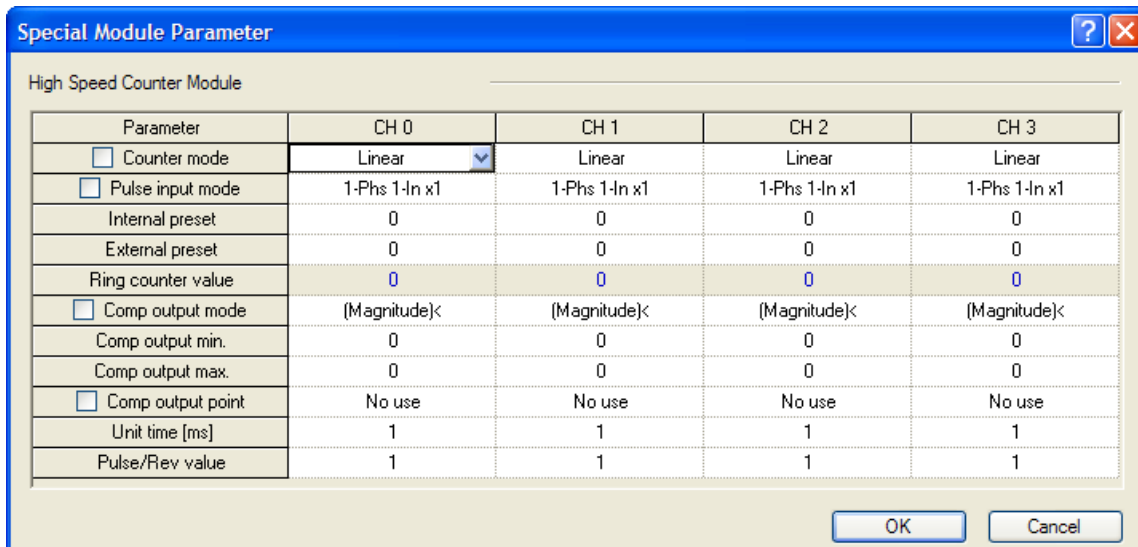 Special Module Parameter
High Speed Counter Module
Parameter CH 0 CH 1 CH 2 CH 3
Counter mode Linear Linear Linear Linear
Pulse input mode 1-Phs 1-In x1 1-Phs 1-In x1 1-Phs 1-In x1 1-Phs 1-In x1
Internal preset 0 0 0 0
External preset 0 0 0 0
Ring counter value 0 0 0 0
Comp output mode (Magnitude)< (Magnitude)< (Magnitude)< (Magnitude)<
Comp output min. 0 0 0 0
Comp output max. 0 0 0 0
Comp output point No use No use No use No use
Unit time [ms] 1 1 1 1
Pulse/Rev value 1 1 1 1
OK Cancel